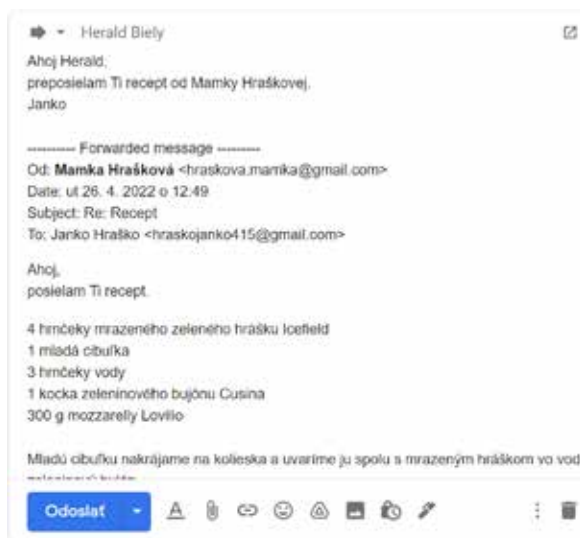 Herald Biely
Ahoj Herald,
preposielam Ti recept od Mamky Hraškovej.
Janko
---------- Forwarded message ----------
Od: Mamka Hrašková <hraskova.mamka@gmail.com>
Date: ut 26. 4. 2022 o 12:49
Subject: Re: Recept
To: Janko Hraško <hraskojanko415@gmail.com>
Ahoj,
posielam Ti recept.
4 hrnčeky mrazeného zeleného hrášku Icefield
1 mladá cibuľka
3 hrnčeky vody
1 kocka zeleninového bujónu Cusina
300 g mozzarelly Lovilio
Mladú cibuľku nakrájame na kolieska a uvaríme ju spolu s mrazeným hráškom vo vod
Odoslať